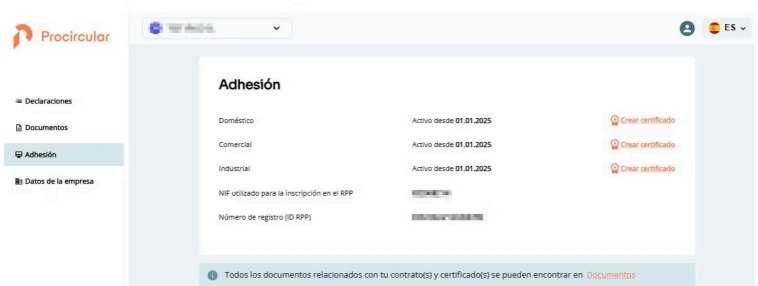 Procircular
ES
Adhesión
Declaraciones
Doméstico Activo desde 01.01.2025 Crear certificado
Documentos
Comercial Activo desde 01.01.2025 Crear certificado
Adhesión
Industrial Activo desde 01.01.2025 Crear certificado
Datos de la empresa
NIF utilizado para la inscripción en el RPP
Número de registro (ID RPP)
Todos los documentos relacionados con tu contrato(s) y certificado(s) se pueden encontrar en Documentos